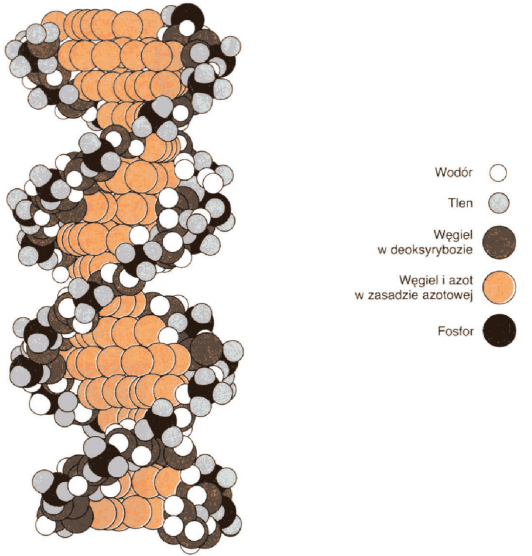 Wodór
Tlen
Węgiel
w deoksyrybozie
Węgiel i azot
w zasadzie azotowej
Fosfor